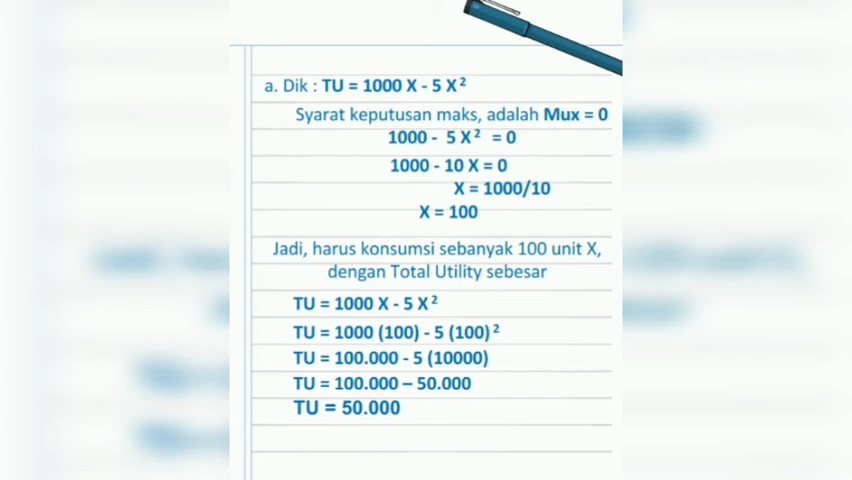 a. Dik : TU = 1000 X - 5 X²
Syarat keputusan maks, adalah Mux = 0
1000 - 5 X² = 0
1000 - 10 X = 0
X = 1000/10
X = 100
Jadi, harus konsumsi sebanyak 100 unit X,
dengan Total Utility sebesar
TU = 1000 X - 5 X²
TU = 1000 (100) - 5 (100)²
TU = 100.000 - 5 (10000)
TU = 100.000 – 50.000
TU = 50.000